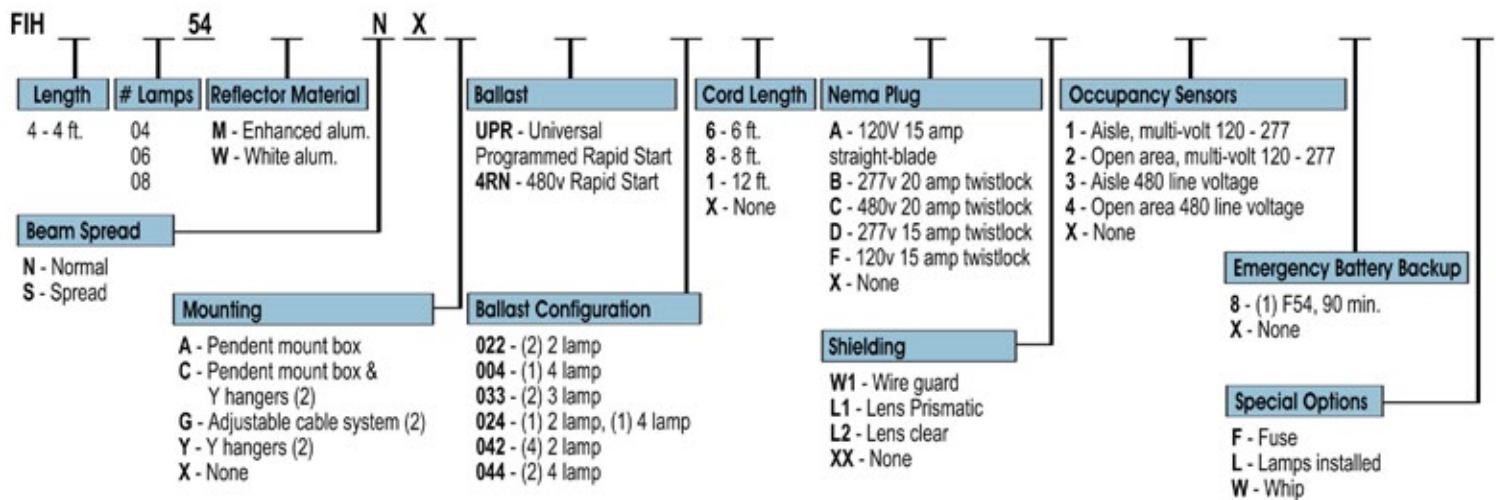 FIH 54 N X
Length
4 - 4 ft.
# Lamps
04
06
08
Reflector Material
M - Enhanced alum.
W - White alum.
Ballast
UPR - Universal
Programmed Rapid Start
4RN - 480v Rapid Start
Cord Length
6 - 6 ft.
8 - 8 ft.
1 - 12 ft.
X - None
Nema Plug
A - 120V 15 amp
straight-blade
B - 277v 20 amp twistlock
C - 480v 20 amp twistlock
D - 277v 15 amp twistlock
F - 120v 15 amp twistlock
X - None
Occupancy Sensors
1 - Aisle, multi-volt 120 - 277
2 - Open area, multi-volt 120 - 277
3 - Aisle 480 line voltage
4 - Open area 480 line voltage
X - None
Beam Spread
N - Normal
S - Spread
Mounting
A - Pendent mount box
C - Pendent mount box &
Y hangers (2)
G - Adjustable cable system (2)
Y - Y hangers (2)
X - None
Ballast Configuration
022 - (2) 2 lamp
004 - (1) 4 lamp
033 - (2) 3 lamp
024 - (1) 2 lamp, (1) 4 lamp
042 - (4) 2 lamp
044 - (2) 4 lamp
Shielding
W1 - Wire guard
L1 - Lens Prismatic
L2 - Lens clear
XX - None
Emergency Battery Backup
8 - (1) F54, 90 min.
X - None
Special Options
F - Fuse
L - Lamps installed
W - Whip